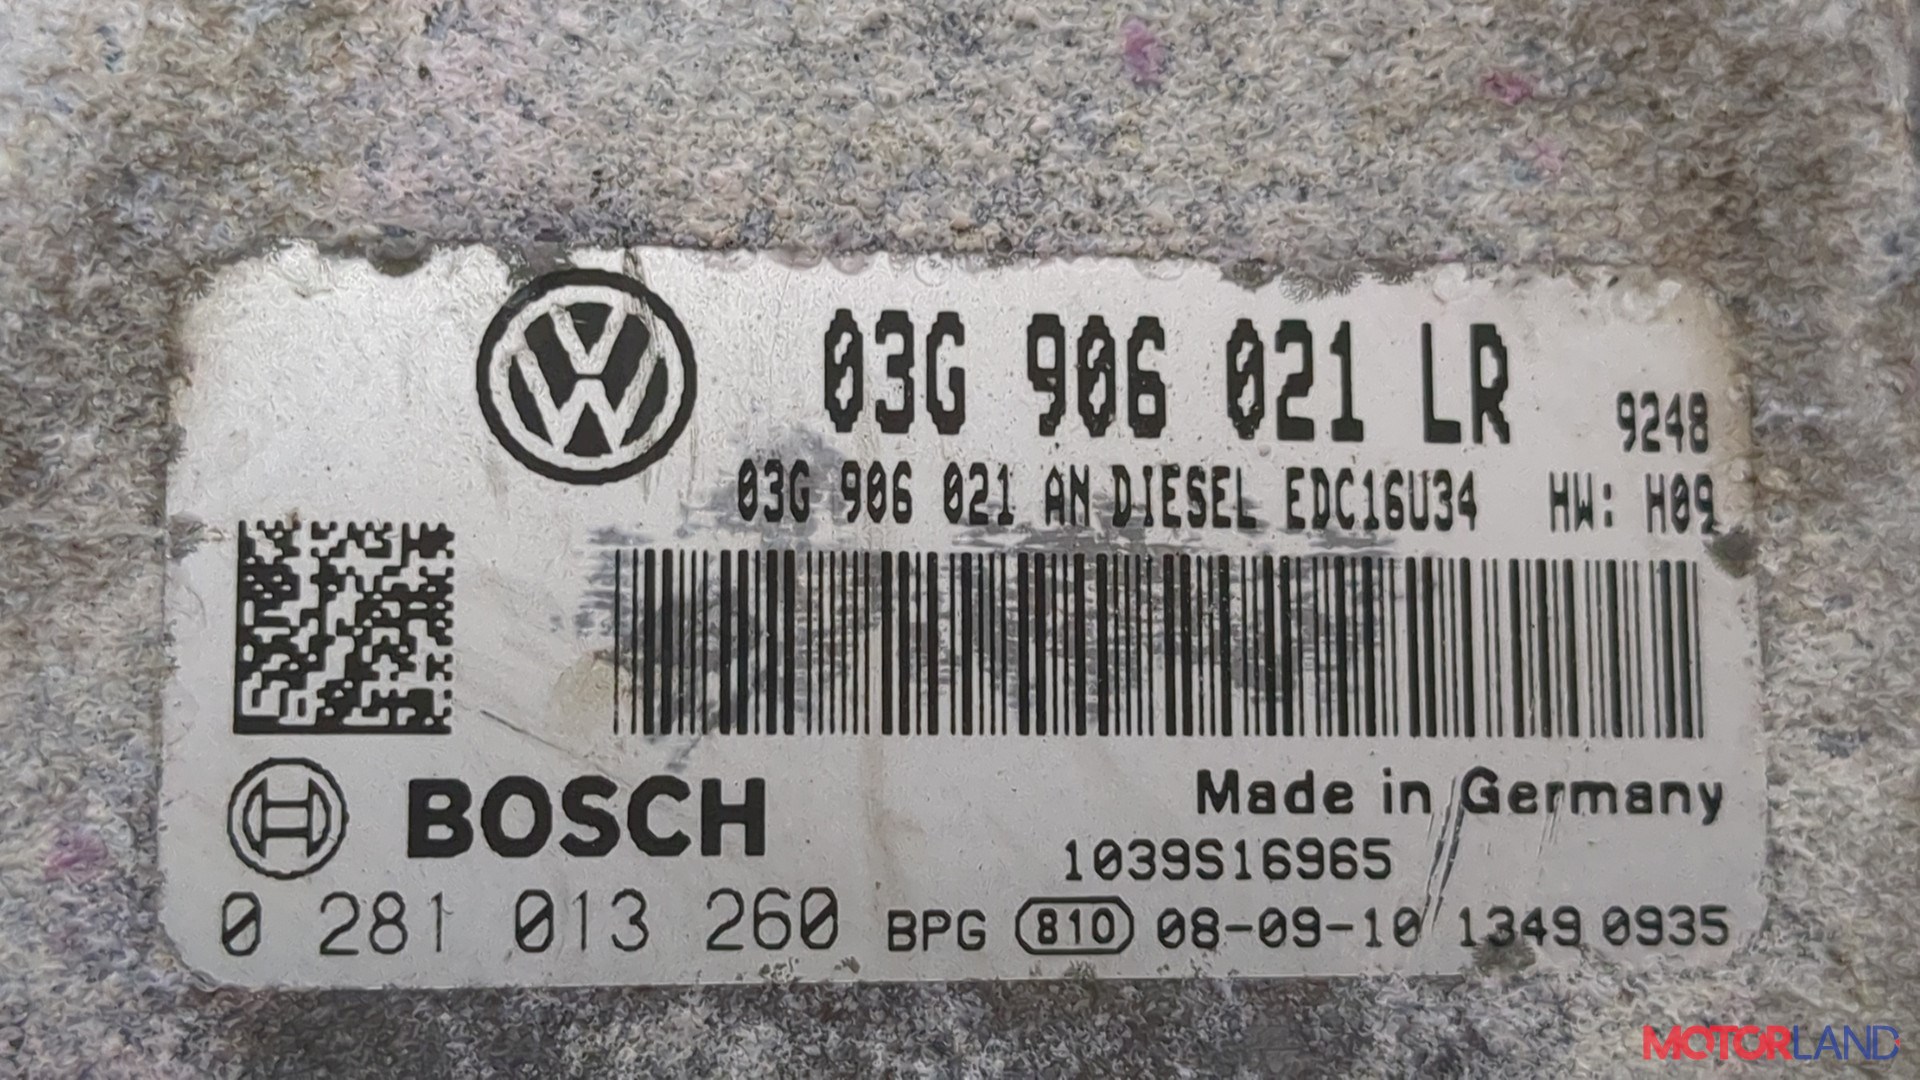 03G 906 021 LR 9248
03G 906 021 AN DIESEL EDC16U34 HW: H09
BOSCH
Made in Germany
1039S16965
0 281 013 260 BPG 810 08-09-10 1349 0935
MOTORLAND